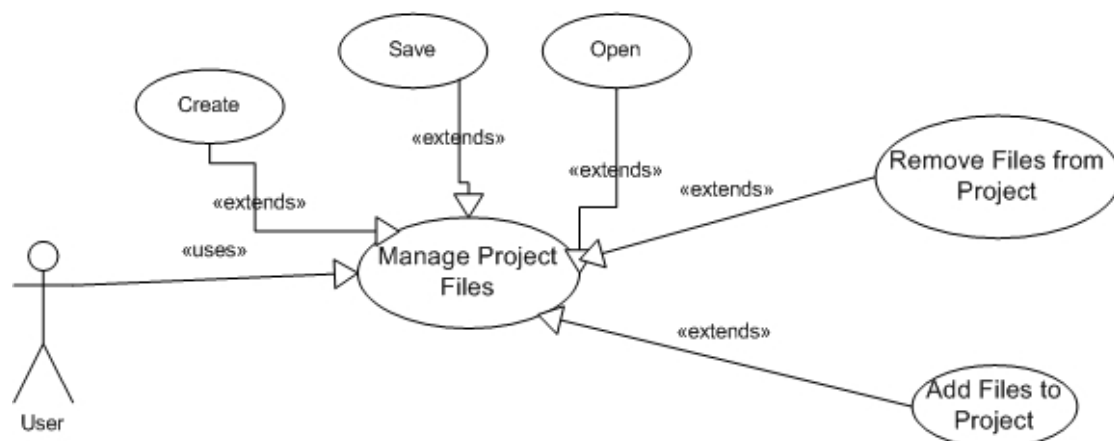 Save
Open
Create
«extends»
«extends»
«extends»
«extends»
Remove Files from
Project
«uses»
Manage Project
Files
«extends»
Add Files to
Project
User